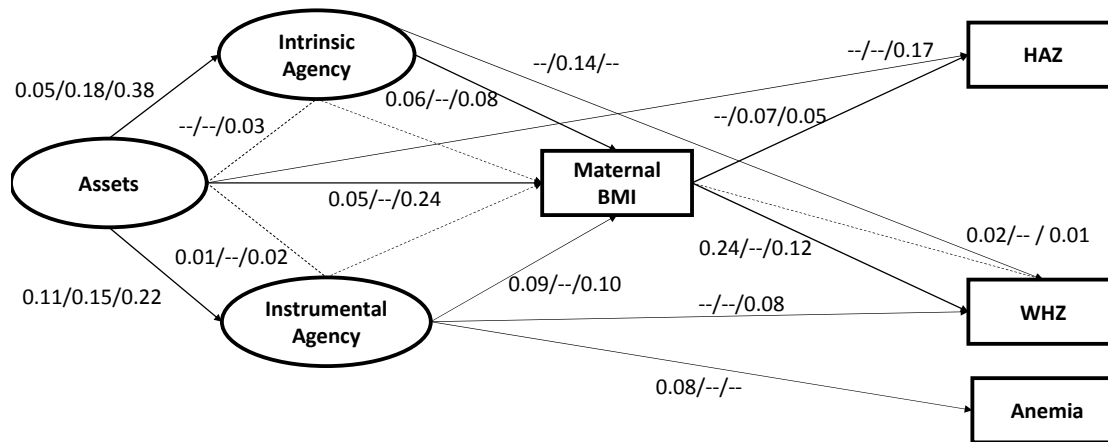 Intrinsic
Agency
--/--/0.17
HAZ
--/0.14/--
0.05/0.18/0.38
0.06/--/0.08
--/0.07/0.05
--/--/0.03
Assets
Maternal
BMI
0.05/--/0.24
0.02/-- / 0.01
0.24/--/0.12
0.01/--/0.02
0.09/--/0.10
0.11/0.15/0.22
Instrumental
Agency
--/--/0.08
WHZ
0.08/--/--
Anemia